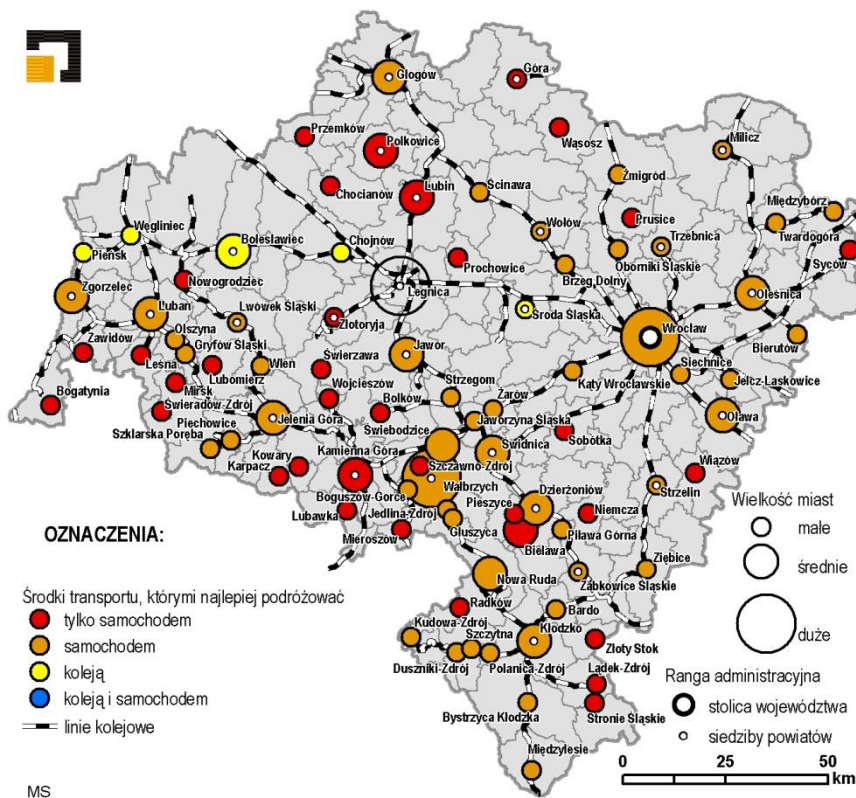 Głogów
Góra
Przemków
Polkowice
Wąsosz
Milicz
Chocianów
Lubin
Ścinawa
Żmigród
Międzybórz
Węgliniec
Bolesławiec
Chojnów
Wołów
Prusice
Trzebnica
Twardogóra
Pieńsk
Syców
Nowogrodziec
Prochowice
Oborniki Śląskie
Brzeg Dolny
Zgorzelec
Legnica
Oleśnica
Lubań
Lwówek Śląski
Złotoryja
Środa Śląska
Wrocław
Olszyna
Jawor
Bierutów
Zawidów
Gryfów Śląski
Wleń
Świerzawa
Siechnice
Leśna
Lubomierz
Strzegom
Kąty Wrocławskie
Jelcz-Laskowice
Mirsk
Wojcieszów
Żarów
Bogatynia
Świeradów-Zdrój
Bolków
Jaworzyna Śląska
Oława
Piechowice
Jelenia Góra
Świebodzice
Szklarska Poręba
Kamienna Góra
Świdnica
Sobótka
Kowary
Szczawno-Zdrój
Karpacz
Wałbrzych
Wiązów
Boguszów-Gorce
Dzierżoniów
Strzelin
Lubawka
Jedlina-Zdrój
Pieszyce
Niemcza
Mieroszów
Głuszyca
Piława Górna
Bielawa
Ziębice
Nowa Ruda
Ząbkowice Śląskie
Radków
Bardo
Kudowa-Zdrój
Kłodzko
Szczytna
Złoty Stok
Duszniki-Zdrój
Polanica-Zdrój
Lądek-Zdrój
Bystrzyca Kłodzka
Stronie Śląskie
Międzylesie
OZNACZENIA:
Środki transportu, którymi najlepiej podróżować
tylko samochodem
samochodem
koleją
koleją i samochodem
linie kolejowe
MS
Wielkość miast
małe
średnie
duże
Ranga administracyjna
stolica województwa
siedziby powiatów
0 25 50
km